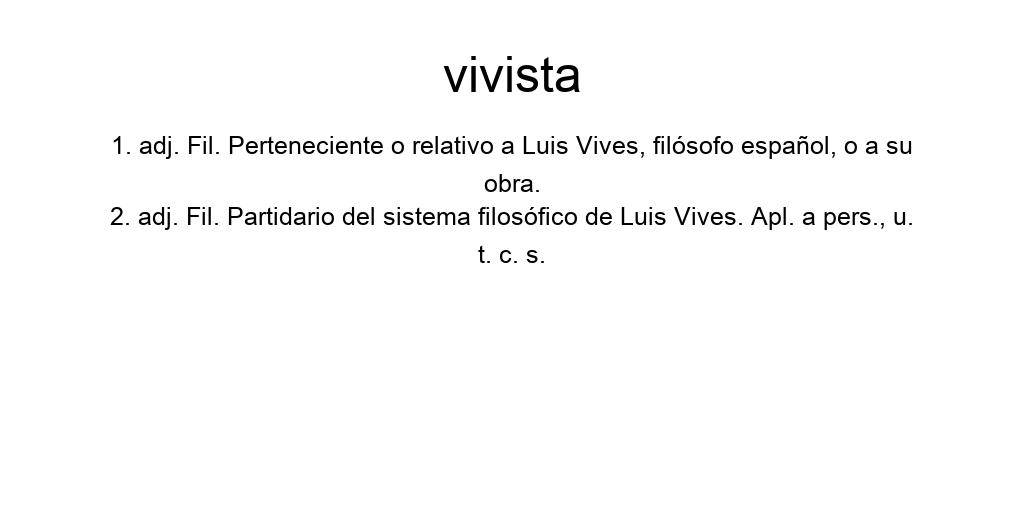 vivista
1. adj. Fil. Perteneciente o relativo a Luis Vives, filósofo español, o a su
obra.
2. adj. Fil. Partidario del sistema filosófico de Luis Vives. Apl. a pers., u.
t. c. s.